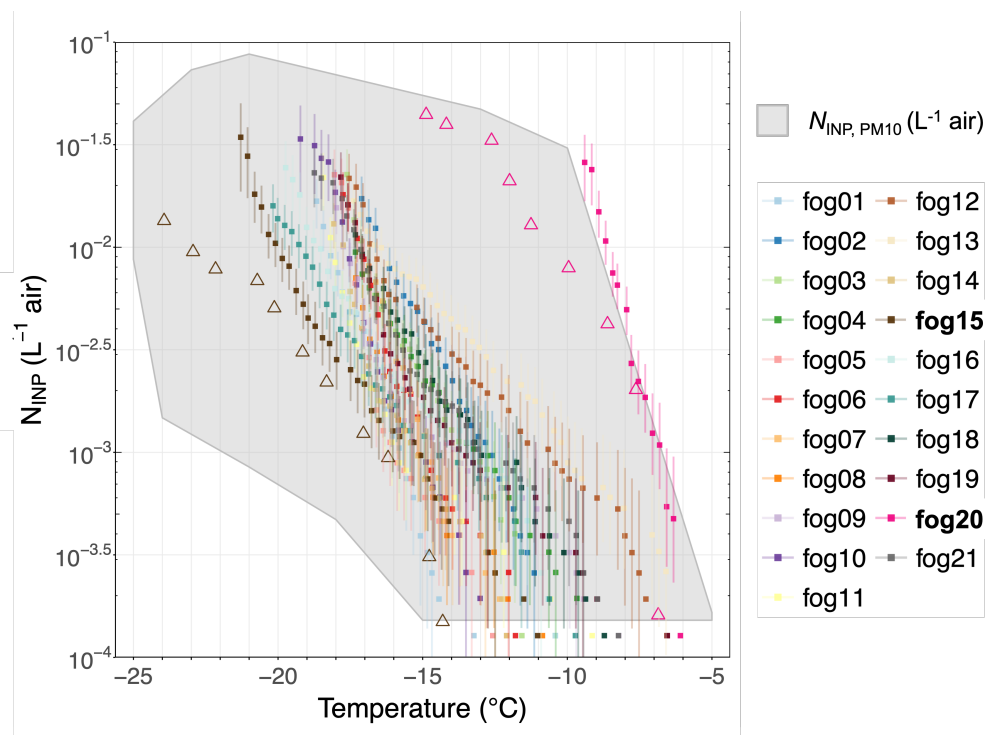 10⁻¹
10⁻¹·⁵
10⁻²
10⁻²·⁵
10⁻³
10⁻³·⁵
10⁻⁴
N_INP (L⁻¹ air)
−25
−20
−15
−10
−5
Temperature (°C)
N_INP, PM10 (L⁻¹ air)
fog01 fog12
fog02 fog13
fog03 fog14
fog04 fog15
fog05 fog16
fog06 fog17
fog07 fog18
fog08 fog19
fog09 fog20
fog10 fog21
fog11